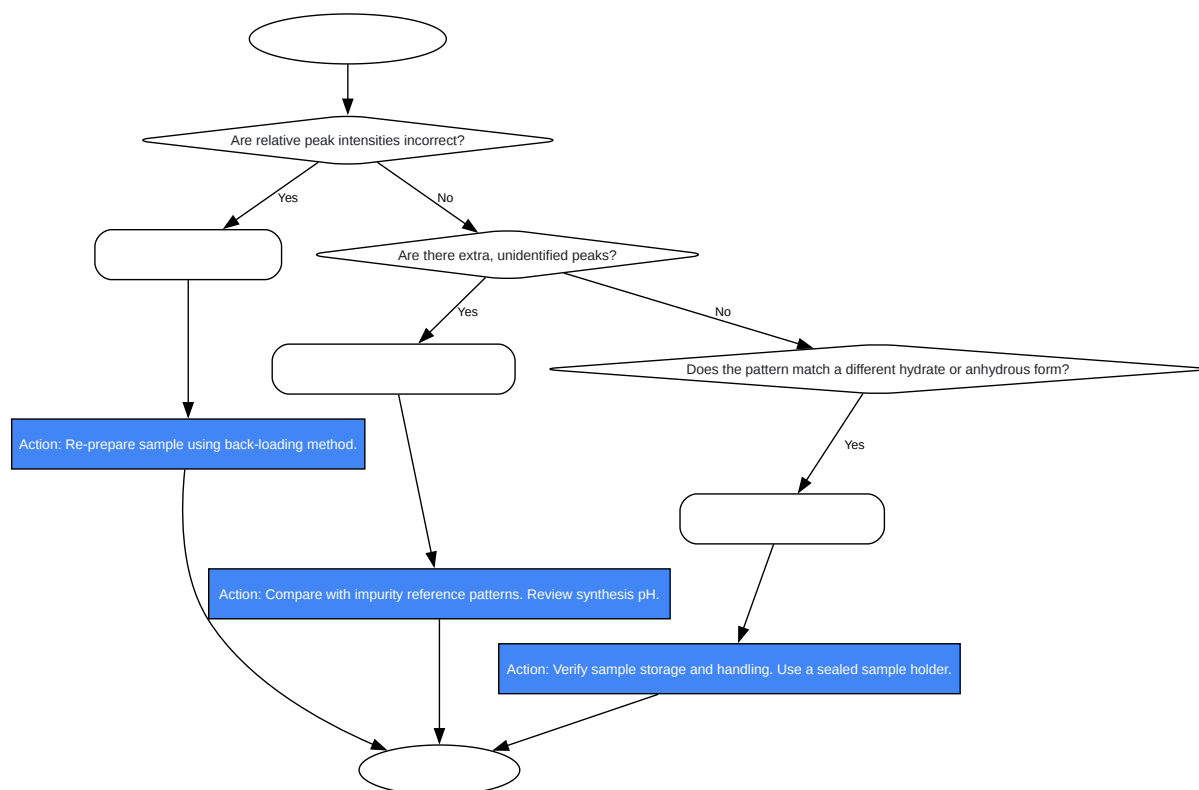 Are relative peak intensities incorrect?
Yes
No
Are there extra, unidentified peaks?
Yes
No
Does the pattern match a different hydrate or anhydrous form?
Action: Re-prepare sample using back-loading method.
Yes
Action: Compare with impurity reference patterns. Review synthesis pH.
Action: Verify sample storage and handling. Use a sealed sample holder.